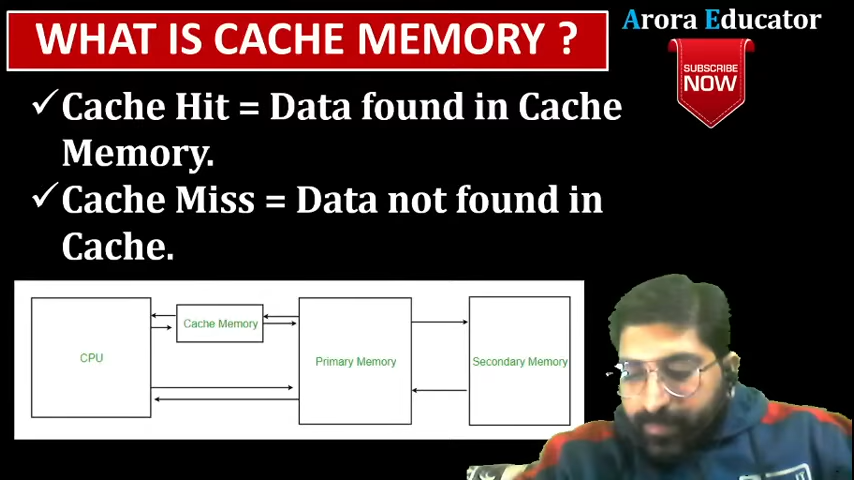 WHAT IS CACHE MEMORY ?
Arora Educator
SUBSCRIBE
NOW
✓Cache Hit = Data found in Cache
Memory.
✓Cache Miss = Data not found in
Cache.
CPU
Cache Memory
Primary Memory
Secondary Memory